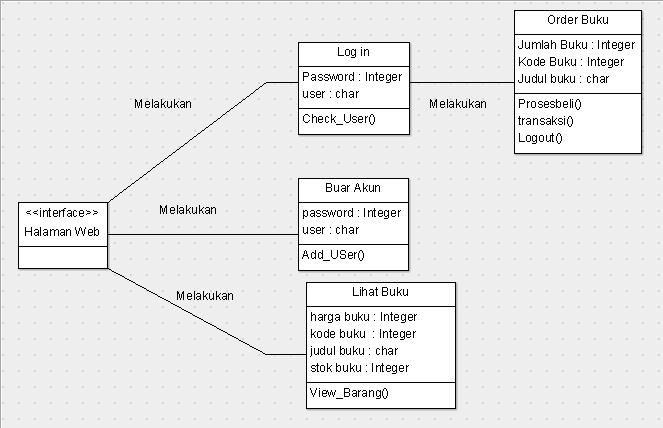 Order Buku
Jumlah Buku : Integer
Kode Buku : Integer
Judul buku : char
Prosesbeli()
transaksi()
Logout()
Log in
Password : Integer
user : char
Check_User()
Melakukan
Melakukan
Buar Akun
password : Integer
user : char
Add_USer()
Melakukan
<<interface>>
Halaman Web
Melakukan
Lihat Buku
harga buku : Integer
kode buku : Integer
judul buku : char
stok buku : Integer
View_Barang()